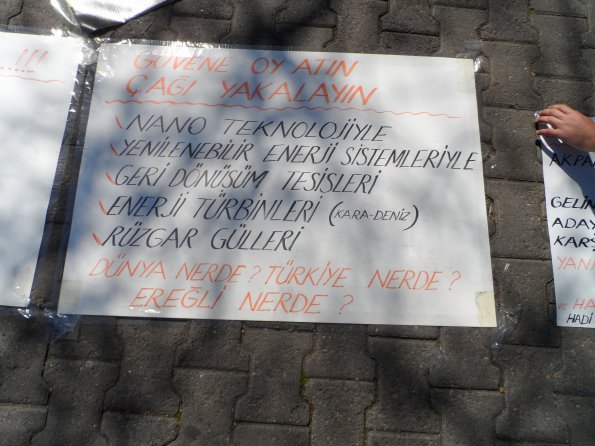 !!!
GÜVENE OY ATIN
ÇAĞI YAKALAYIN
NANO TEKNOLOJİYLE
YENİLENEBİLİR ENERJİ SİSTEMLERİYLE
GERİ DÖNÜŞÜM TESİSLERİ
ENERJİ TÜRBİNLERİ (KARA-DENİZ)
RÜZGAR GÜLLERİ
DÜNYA NERDE? TÜRKİYE NERDE?
EREĞLİ NERDE?
AKPA
GELİN
ADAY
KARŞ
YAN
HA
HADİ